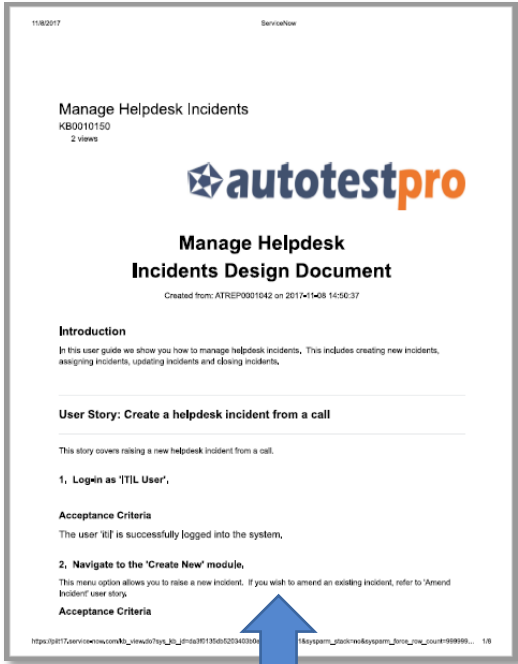 11/8/2017 ServiceNow
Manage Helpdesk Incidents
KB0010150
2 views
autotestpro
Manage Helpdesk
Incidents Design Document
Created from: ATREP0001042 on 2017-11-08 14:50:37
Introduction
In this user guide we show you how to manage helpdesk incidents. This includes creating new incidents,
assigning incidents, updating incidents and closing incidents.
User Story: Create a helpdesk incident from a call
This story covers raising a new helpdesk incident from a call.
1. Log-in as 'ITIL User'.
Acceptance Criteria
The user 'itil' is successfully logged into the system.
2. Navigate to the 'Create New' module.
This menu option allows you to raise a new incident. If you wish to amend an existing incident, refer to 'Amend
Incident' user story.
Acceptance Criteria
1&sysparm_stack=no&sysparm_force_row_count=999999... 1/8